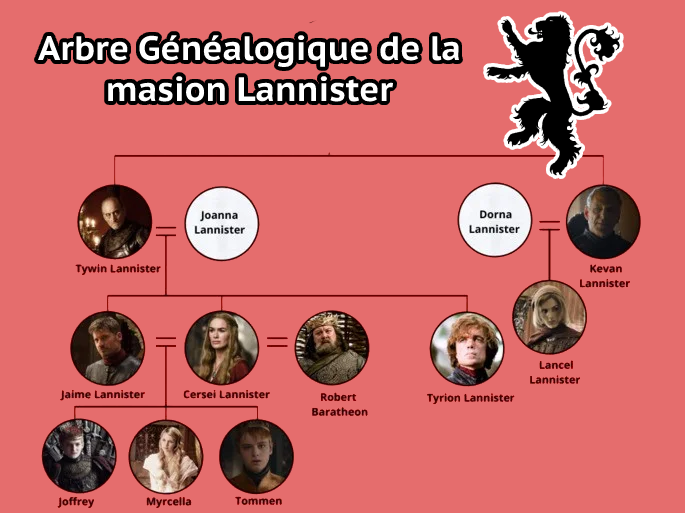 Arbre Généalogique de la
masion Lannister
Joanna
Lannister
Dorna
Lannister
Tywin Lannister
Kevan
Lannister
Lancel
Lannister
Jaime Lannister
Cersei Lannister
Robert
Baratheon
Tyrion Lannister
Joffrey
Myrcella
Tommen